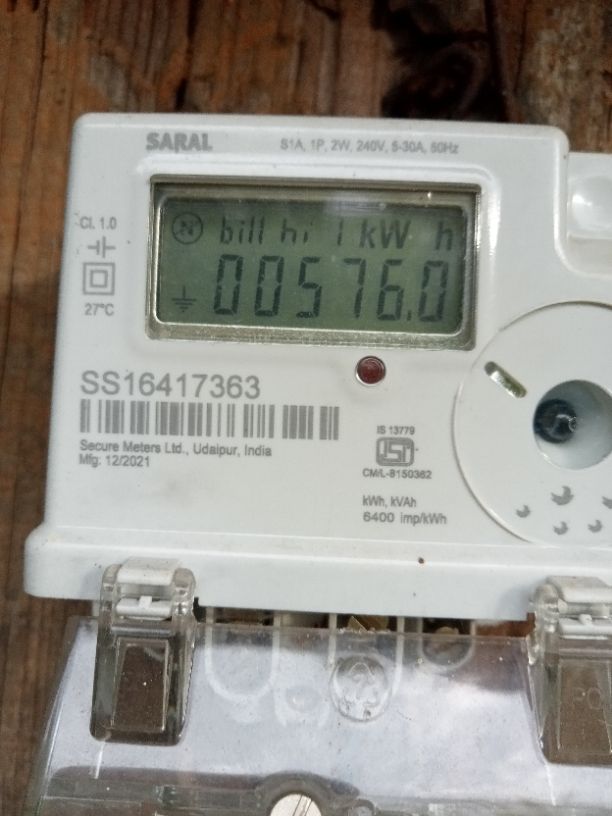 SARAL
S1A, 1P, 2W, 240V, 5-30A, 50Hz
Cl. 1.0
27°C
N
bill hi 1 kW h
00576.0
SS16417363
Secure Meters Ltd., Udaipur, India
Mfg: 12/2021
IS 13779
ISI
CM/L-8150362
kWh, kVAh
6400 imp/kWh